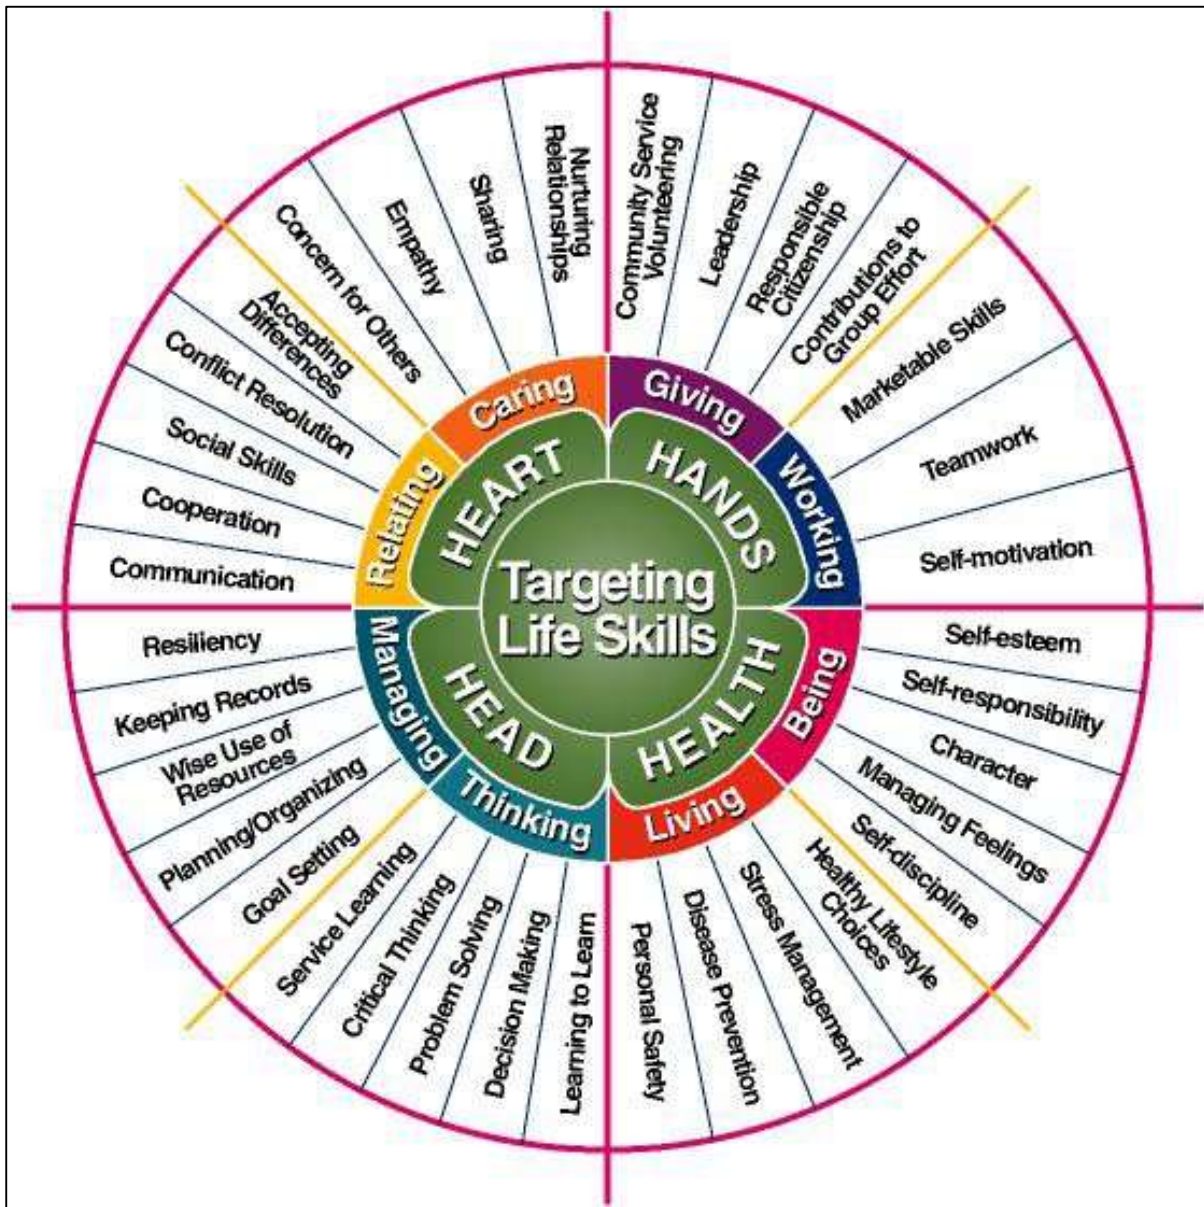 Targeting
Life Skills
HEART
HANDS
HEALTH
HEAD
Caring
Giving
Working
Being
Living
Thinking
Managing
Relating
Nurturing
Relationships
Sharing
Empathy
Concern for Others
Accepting
Differences
Conflict Resolution
Social Skills
Cooperation
Communication
Community Service
Volunteering
Leadership
Responsible
Citizenship
Contributions to
Group Effort
Marketable Skills
Teamwork
Self-motivation
Self-esteem
Self-responsibility
Character
Managing Feelings
Self-discipline
Healthy Lifestyle
Choices
Stress Management
Disease Prevention
Personal Safety
Learning to Learn
Decision Making
Problem Solving
Critical Thinking
Service Learning
Goal Setting
Planning/Organizing
Wise Use of
Resources
Keeping Records
Resiliency